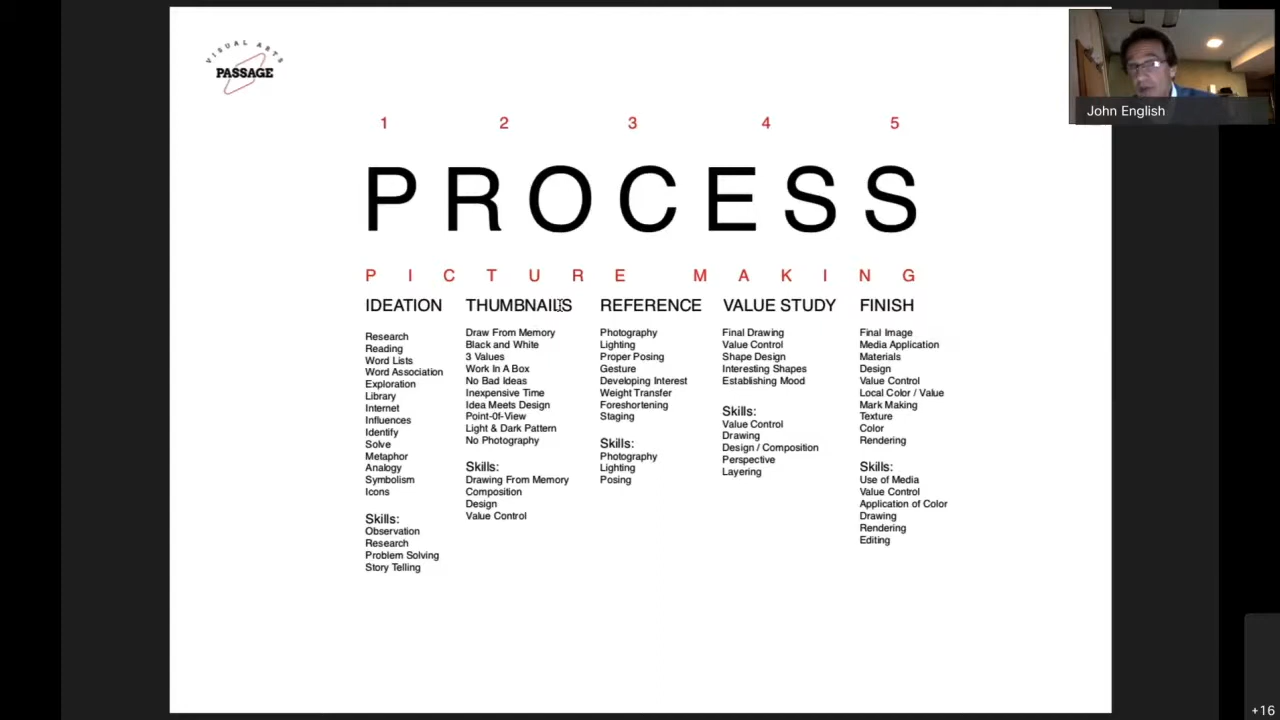 VISUAL ARTS
PASSAGE
John English
1 2 3 4 5
PROCESS
PICTURE MAKING
IDEATION
Research
Reading
Word Lists
Word Association
Exploration
Library
Internet
Influences
Identify
Solve
Metaphor
Analogy
Symbolism
Icons
Skills:
Observation
Research
Problem Solving
Story Telling
THUMBNAILS
Draw From Memory
Black and White
3 Values
Work In A Box
No Bad Ideas
Inexpensive Time
Idea Meets Design
Point-0f-View
Light & Dark Pattern
No Photography
Skills:
Drawing From Memory
Composition
Design
Value Control
REFERENCE
Photography
Lighting
Proper Posing
Gesture
Developing Interest
Weight Transfer
Foreshortening
Staging
Skills:
Photography
Lighting
Posing
VALUE STUDY
Final Drawing
Value Control
Shape Design
Interesting Shapes
Establishing Mood
Skills:
Value Control
Drawing
Design / Composition
Perspective
Layering
FINISH
Final Image
Media Application
Materials
Design
Value Control
Local Color / Value
Mark Making
Texture
Color
Rendering
Skills:
Use of Media
Value Control
Application of Color
Drawing
Rendering
Editing
+16